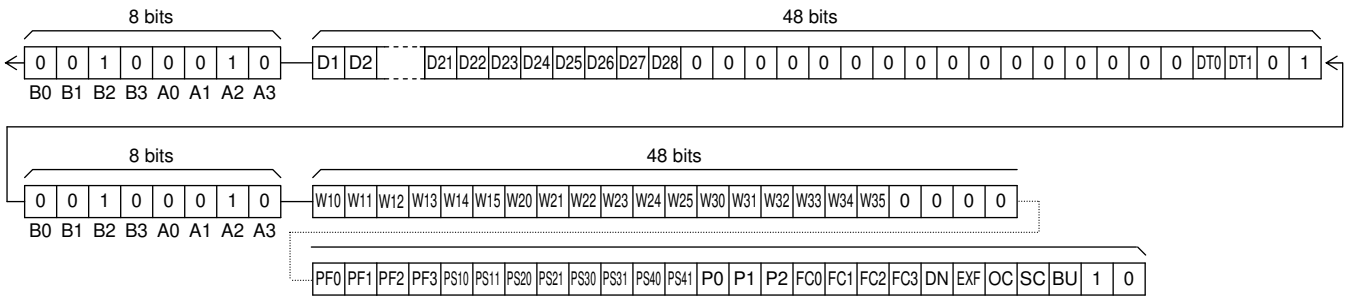 8 bits 48 bits
0 0 1 0 0 0 1 0 D1 D2 D21 D22 D23 D24 D25 D26 D27 D28 0 0 0 0 0 0 0 0 0 0 0 0 0 0 0 0 DT0 DT1 0 1
B0 B1 B2 B3 A0 A1 A2 A3
8 bits 48 bits
0 0 1 0 0 0 1 0 W10 W11 W12 W13 W14 W15 W20 W21 W22 W23 W24 W25 W30 W31 W32 W33 W34 W35 0 0 0 0
B0 B1 B2 B3 A0 A1 A2 A3
PF0 PF1 PF2 PF3 PS10 PS11 PS20 PS21 PS30 PS31 PS40 PS41 P0 P1 P2 FC0 FC1 FC2 FC3 DN EXF OC SC BU 1 0